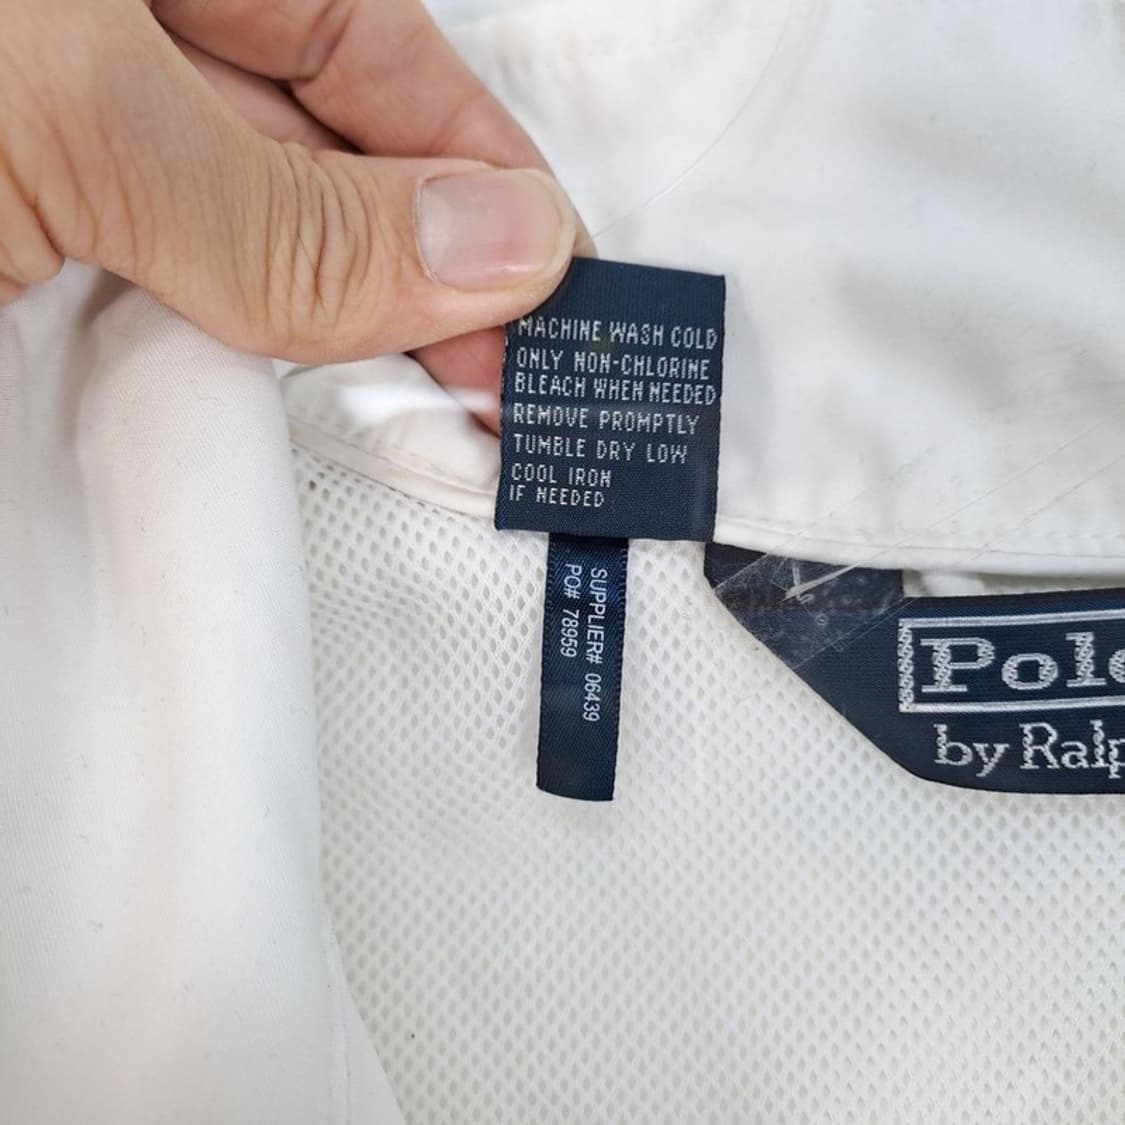 MACHINE WASH COLD
ONLY NON-CHLORINE
BLEACH WHEN NEEDED
REMOVE PROMPTLY
TUMBLE DRY LOW
COOL IRON
IF NEEDED
SUPPLIER# 06439
PO# 78959
Polo
by Ralp